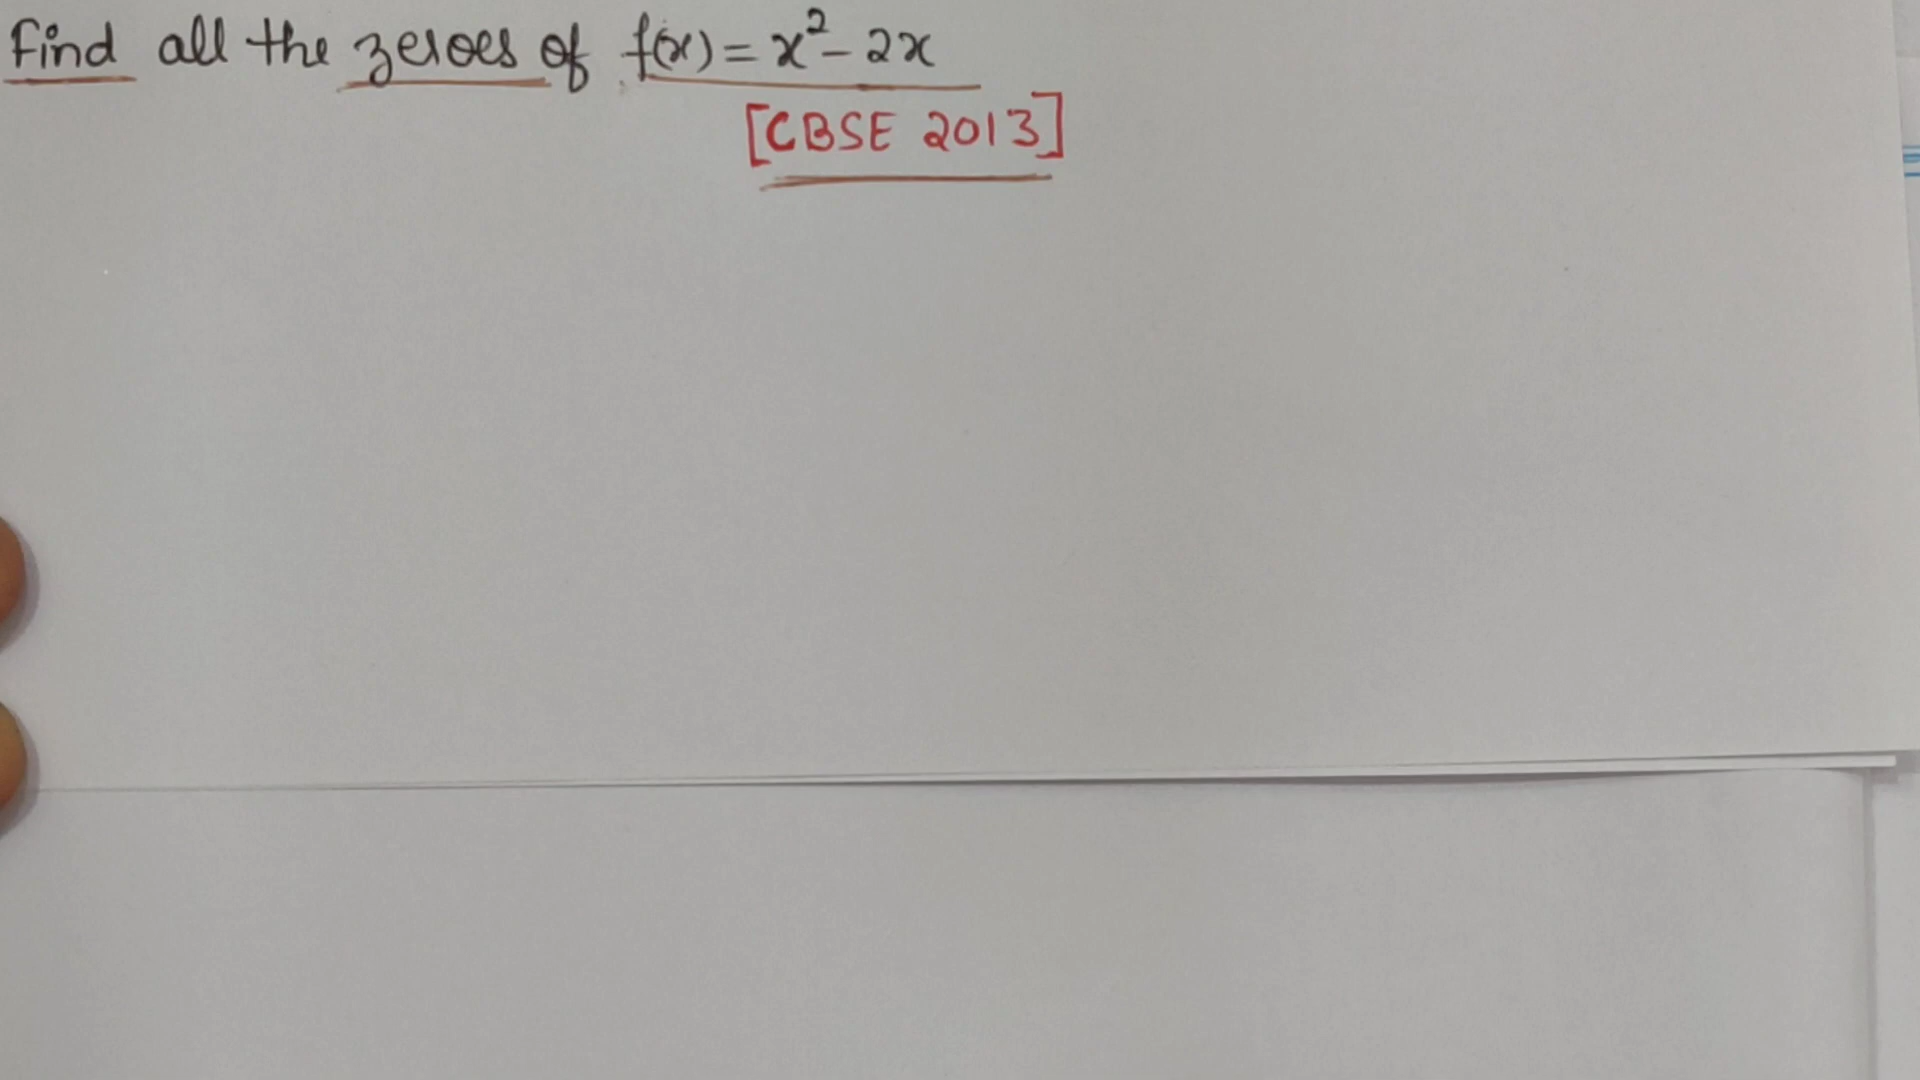 Find all the zeroes of f(x) = x² - 2x
[CBSE 2013]